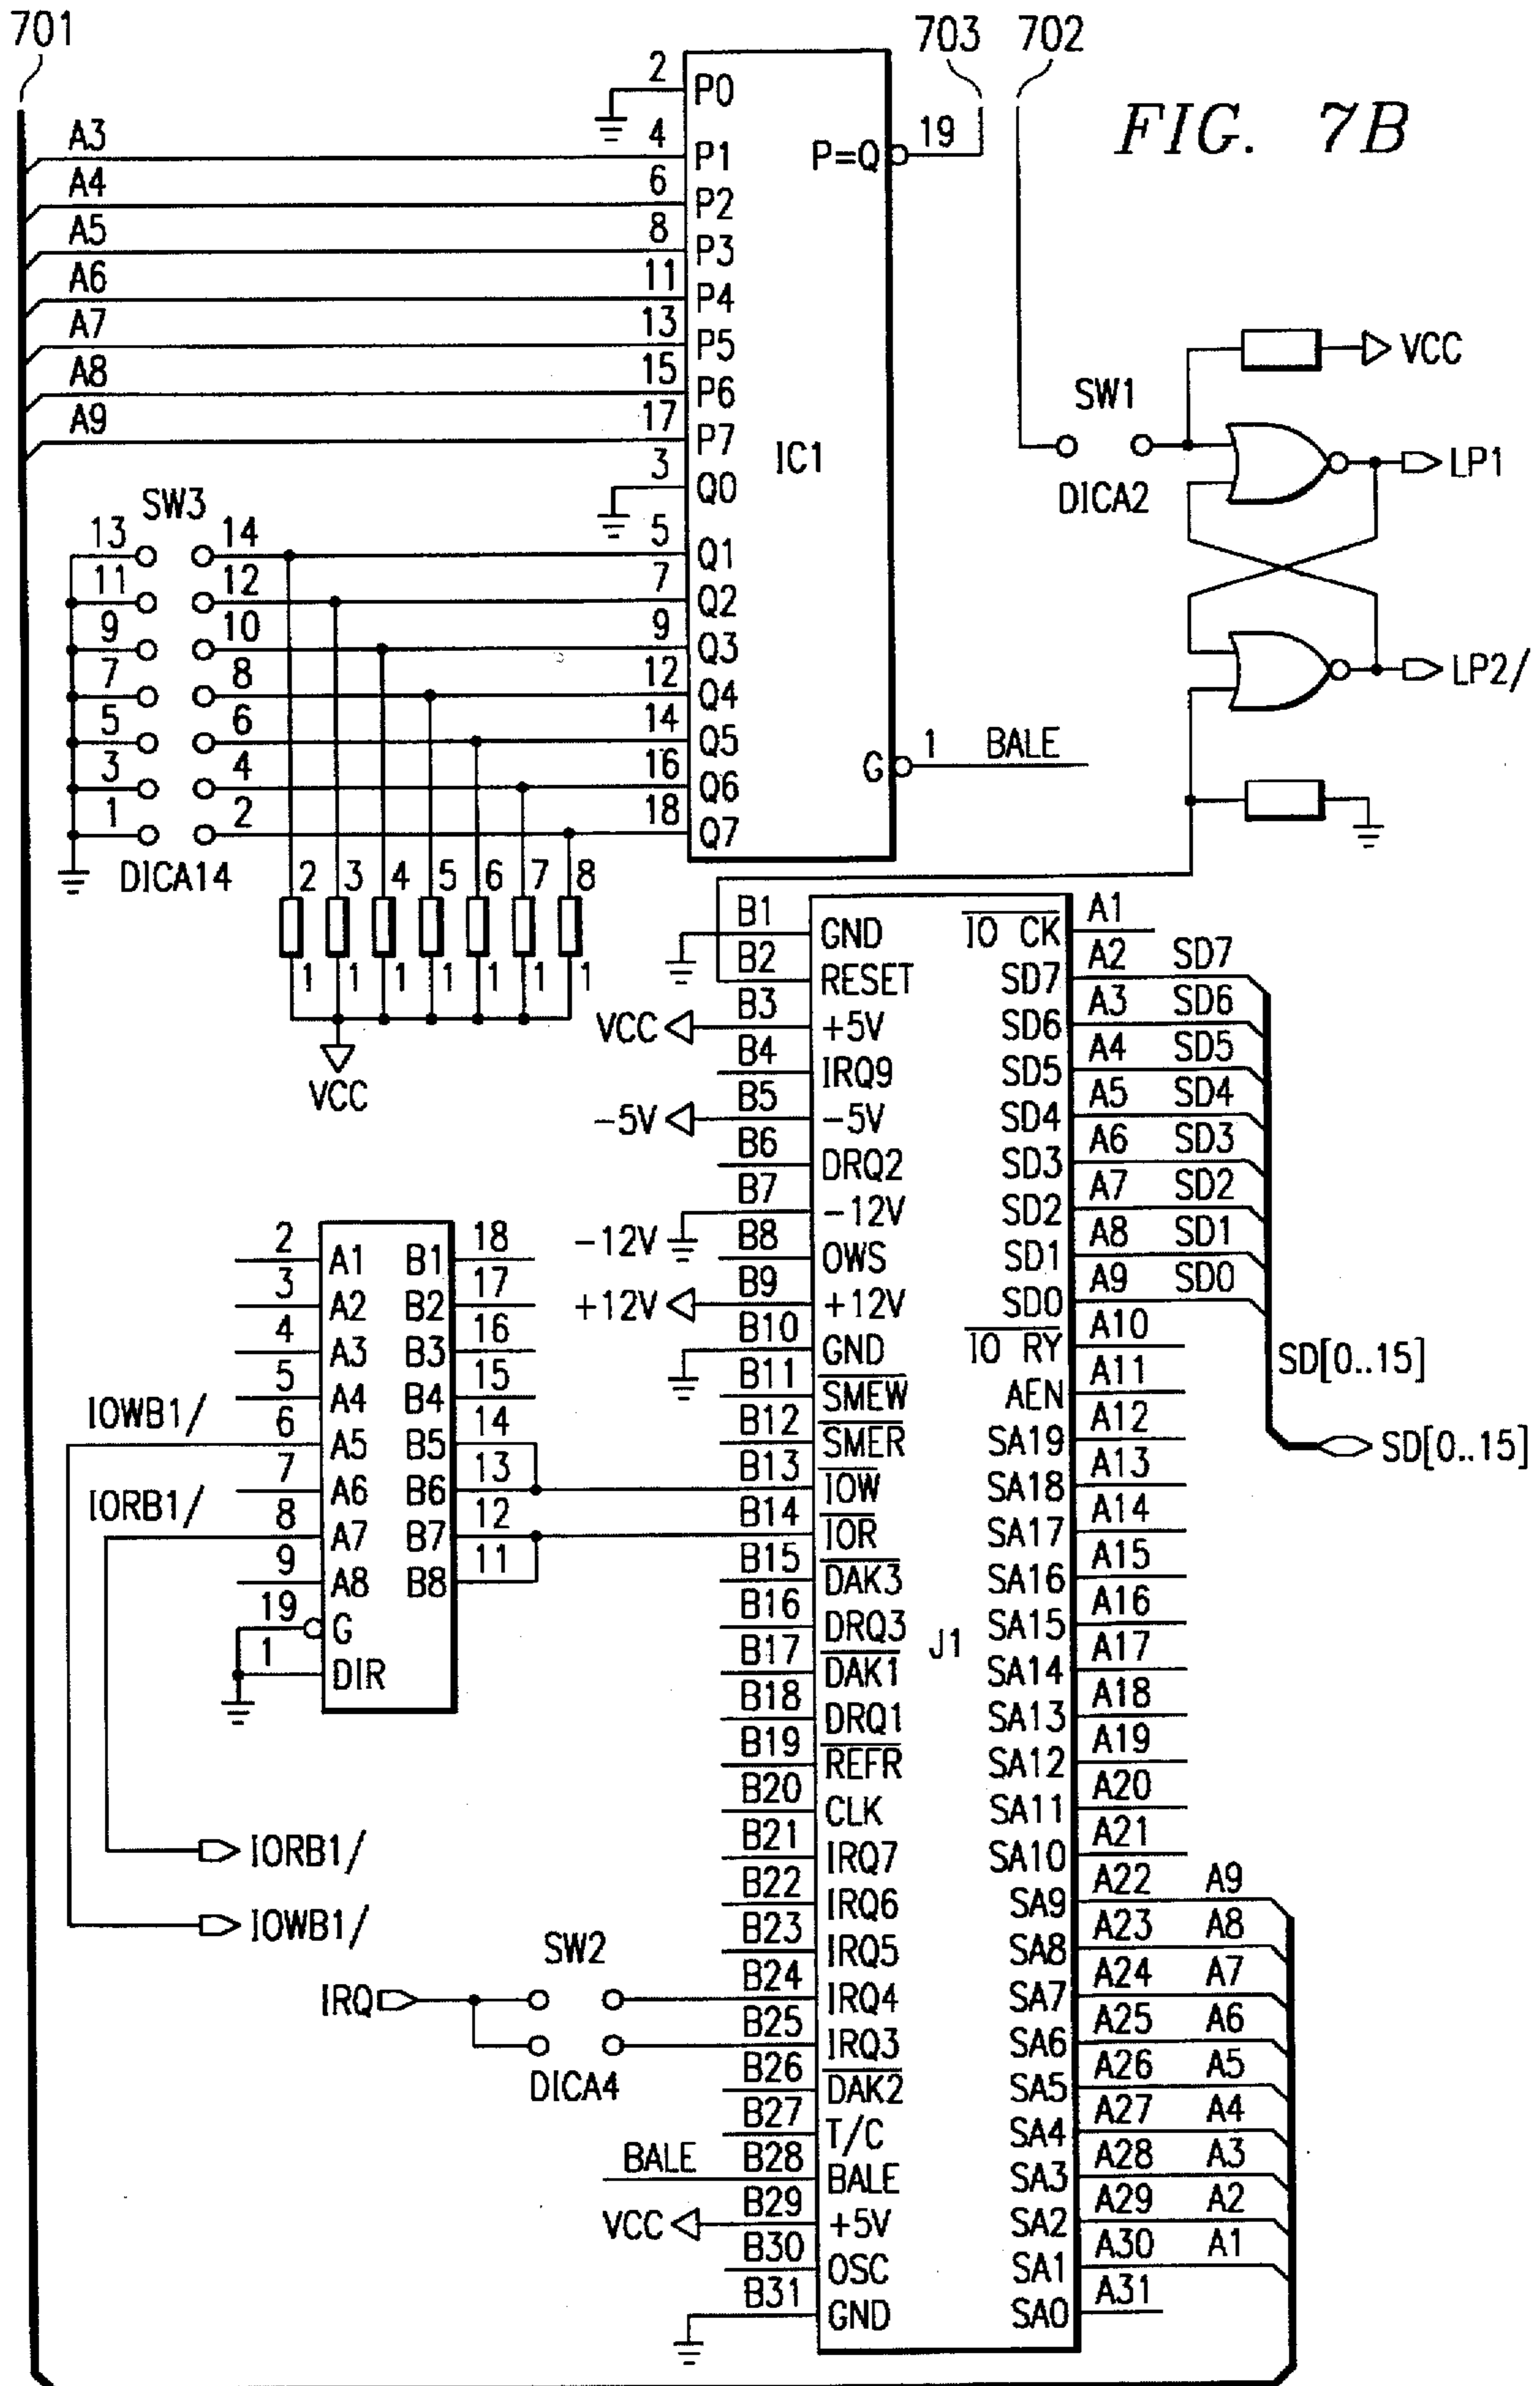 701
703
702
FIG. 7B
2 P0
A3 4 P1
P=Q 19
A4 6 P2
A5 8 P3
A6 11 P4
A7 13 P5
A8 15 P6
A9 17 P7
IC1
3 Q0
SW3
13 14 5 Q1
11 12 7 Q2
9 10 9 Q3
7 8 12 Q4
5 6 14 Q5
3 4 16 Q6
1 2 18 Q7
G 1 BALE
DICA14
2 3 4 5 6 7 8
1 1 1 1 1 1 1
VCC
VCC
SW1
DICA2
LP1
LP2/
B1 GND
B2 RESET
VCC B3 +5V
B4 IRQ9
-5V B5 -5V
B6 DRQ2
-12V B7 -12V
B8 OWS
+12V B9 +12V
B10 GND
B11 SMEW
B12 SMER
B13 IOW
B14 IOR
B15 DAK3
B16 DRQ3
B17 DAK1
B18 DRQ1
B19 REFR
B20 CLK
B21 IRQ7
B22 IRQ6
B23 IRQ5
B24 IRQ4
B25 IRQ3
B26 DAK2
B27 T/C
BALE B28 BALE
VCC B29 +5V
B30 OSC
B31 GND
J1
IO CK A1
SD7 A2 SD7
SD6 A3 SD6
SD5 A4 SD5
SD4 A5 SD4
SD3 A6 SD3
SD2 A7 SD2
SD1 A8 SD1
SD0 A9 SD0
IO RY A10
AEN A11
SA19 A12
SA18 A13
SA17 A14
SA16 A15
SA15 A16
SA14 A17
SA13 A18
SA12 A19
SA11 A20
SA10 A21
SA9 A22 A9
SA8 A23 A8
SA7 A24 A7
SA6 A25 A6
SA5 A26 A5
SA4 A27 A4
SA3 A28 A3
SA2 A29 A2
SA1 A30 A1
SA0 A31
SD[0..15]
SD[0..15]
2 A1 B1 18
3 A2 B2 17
4 A3 B3 16
5 A4 B4 15
IOWB1/ 6 A5 B5 14
7 A6 B6 13
IORB1/ 8 A7 B7 12
9 A8 B8 11
19 G
1 DIR
IORB1/
IOWB1/
SW2
IRQ
DICA4